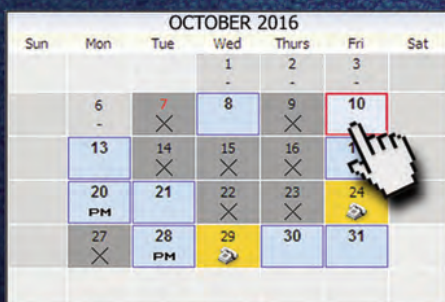 OCTOBER 2016
Sun Mon Tue Wed Thurs Fri Sat
1 2 3
- - -
6 7 8 9 10
-
13 14 15 16
20 21 22 23 24
PM
27 28 29 30 31
PM